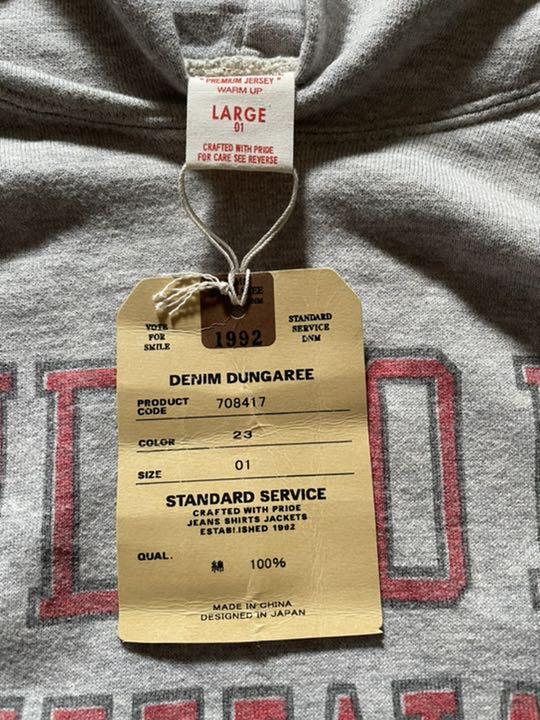 "PREMIUM JERSEY"
WARM UP
LARGE
01
CRAFTED WITH PRIDE
FOR CARE SEE REVERSE
VOTE
FOR
SMILE
1992
STANDARD
SERVICE
DNM
DENIM DUNGAREE
PRODUCT
CODE 708417
COLOR 23
SIZE 01
STANDARD SERVICE
CRAFTED WITH PRIDE
JEANS SHIRTS JACKETS
ESTABLISHED 1992
QUAL. 綿 100%
MADE IN CHINA
DESIGNED IN JAPAN